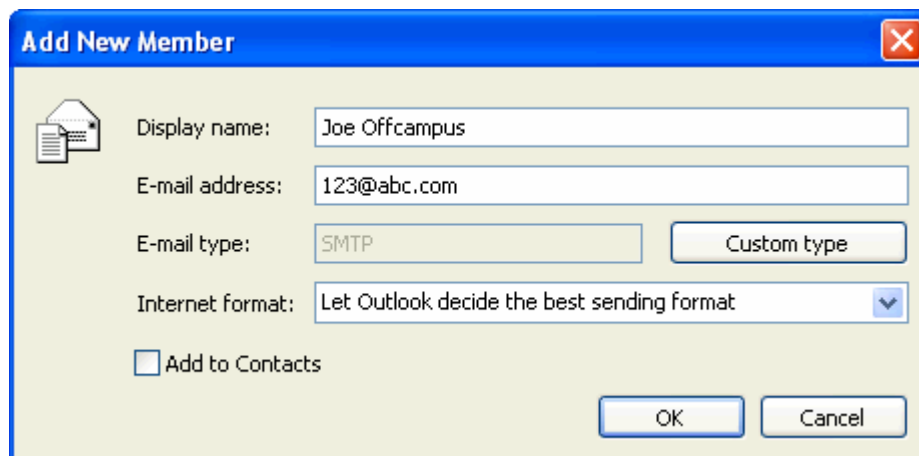 Add New Member
Display name: Joe Offcampus
E-mail address: 123@abc.com
E-mail type: SMTP Custom type
Internet format: Let Outlook decide the best sending format
Add to Contacts
OK Cancel